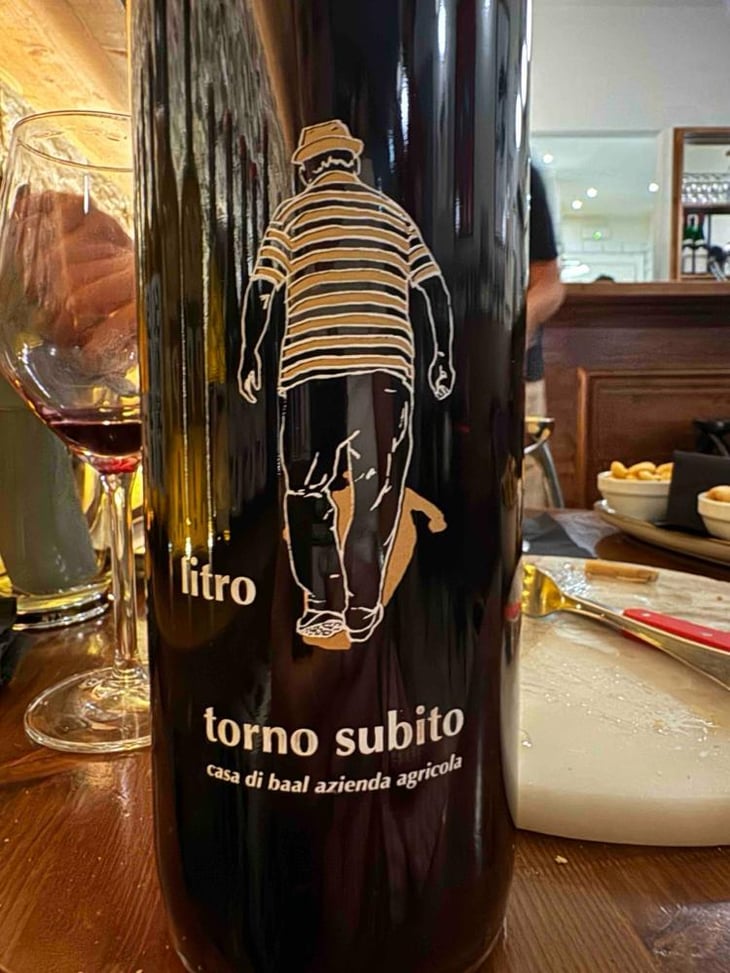 litro
torno subito
casa di baal azienda agricola